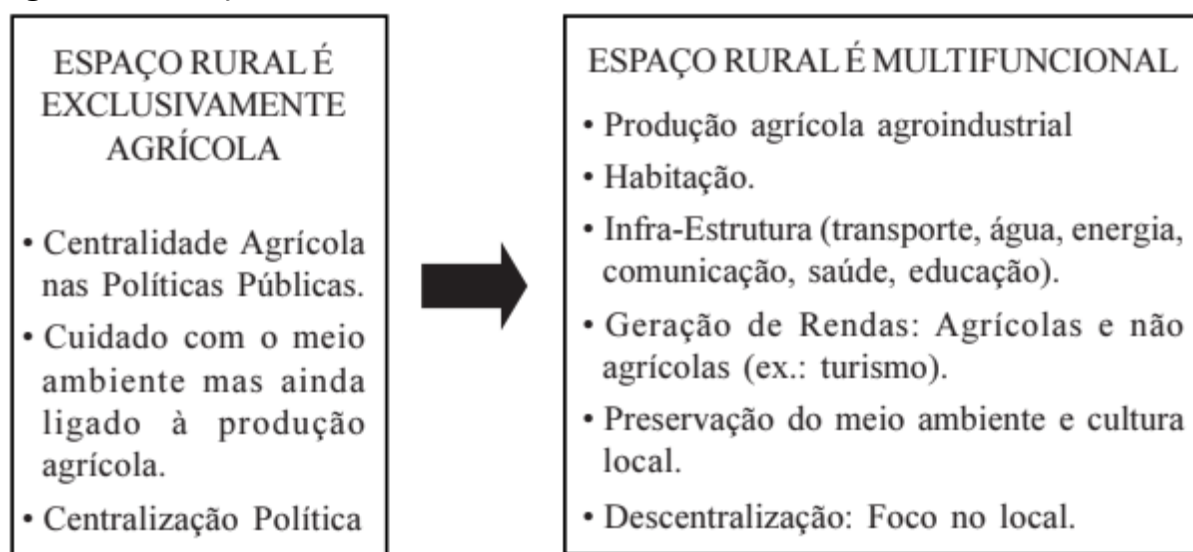 ESPAÇO RURAL É
EXCLUSIVAMENTE
AGRÍCOLA
• Centralidade Agrícola
nas Políticas Públicas.
• Cuidado com o meio
ambiente mas ainda
ligado à produção
agrícola.
• Centralização Política
ESPAÇO RURAL É MULTIFUNCIONAL
• Produção agrícola agroindustrial
• Habitação.
• Infra-Estrutura (transporte, água, energia,
comunicação, saúde, educação).
• Geração de Rendas: Agrícolas e não
agrícolas (ex.: turismo).
• Preservação do meio ambiente e cultura
local.
• Descentralização: Foco no local.